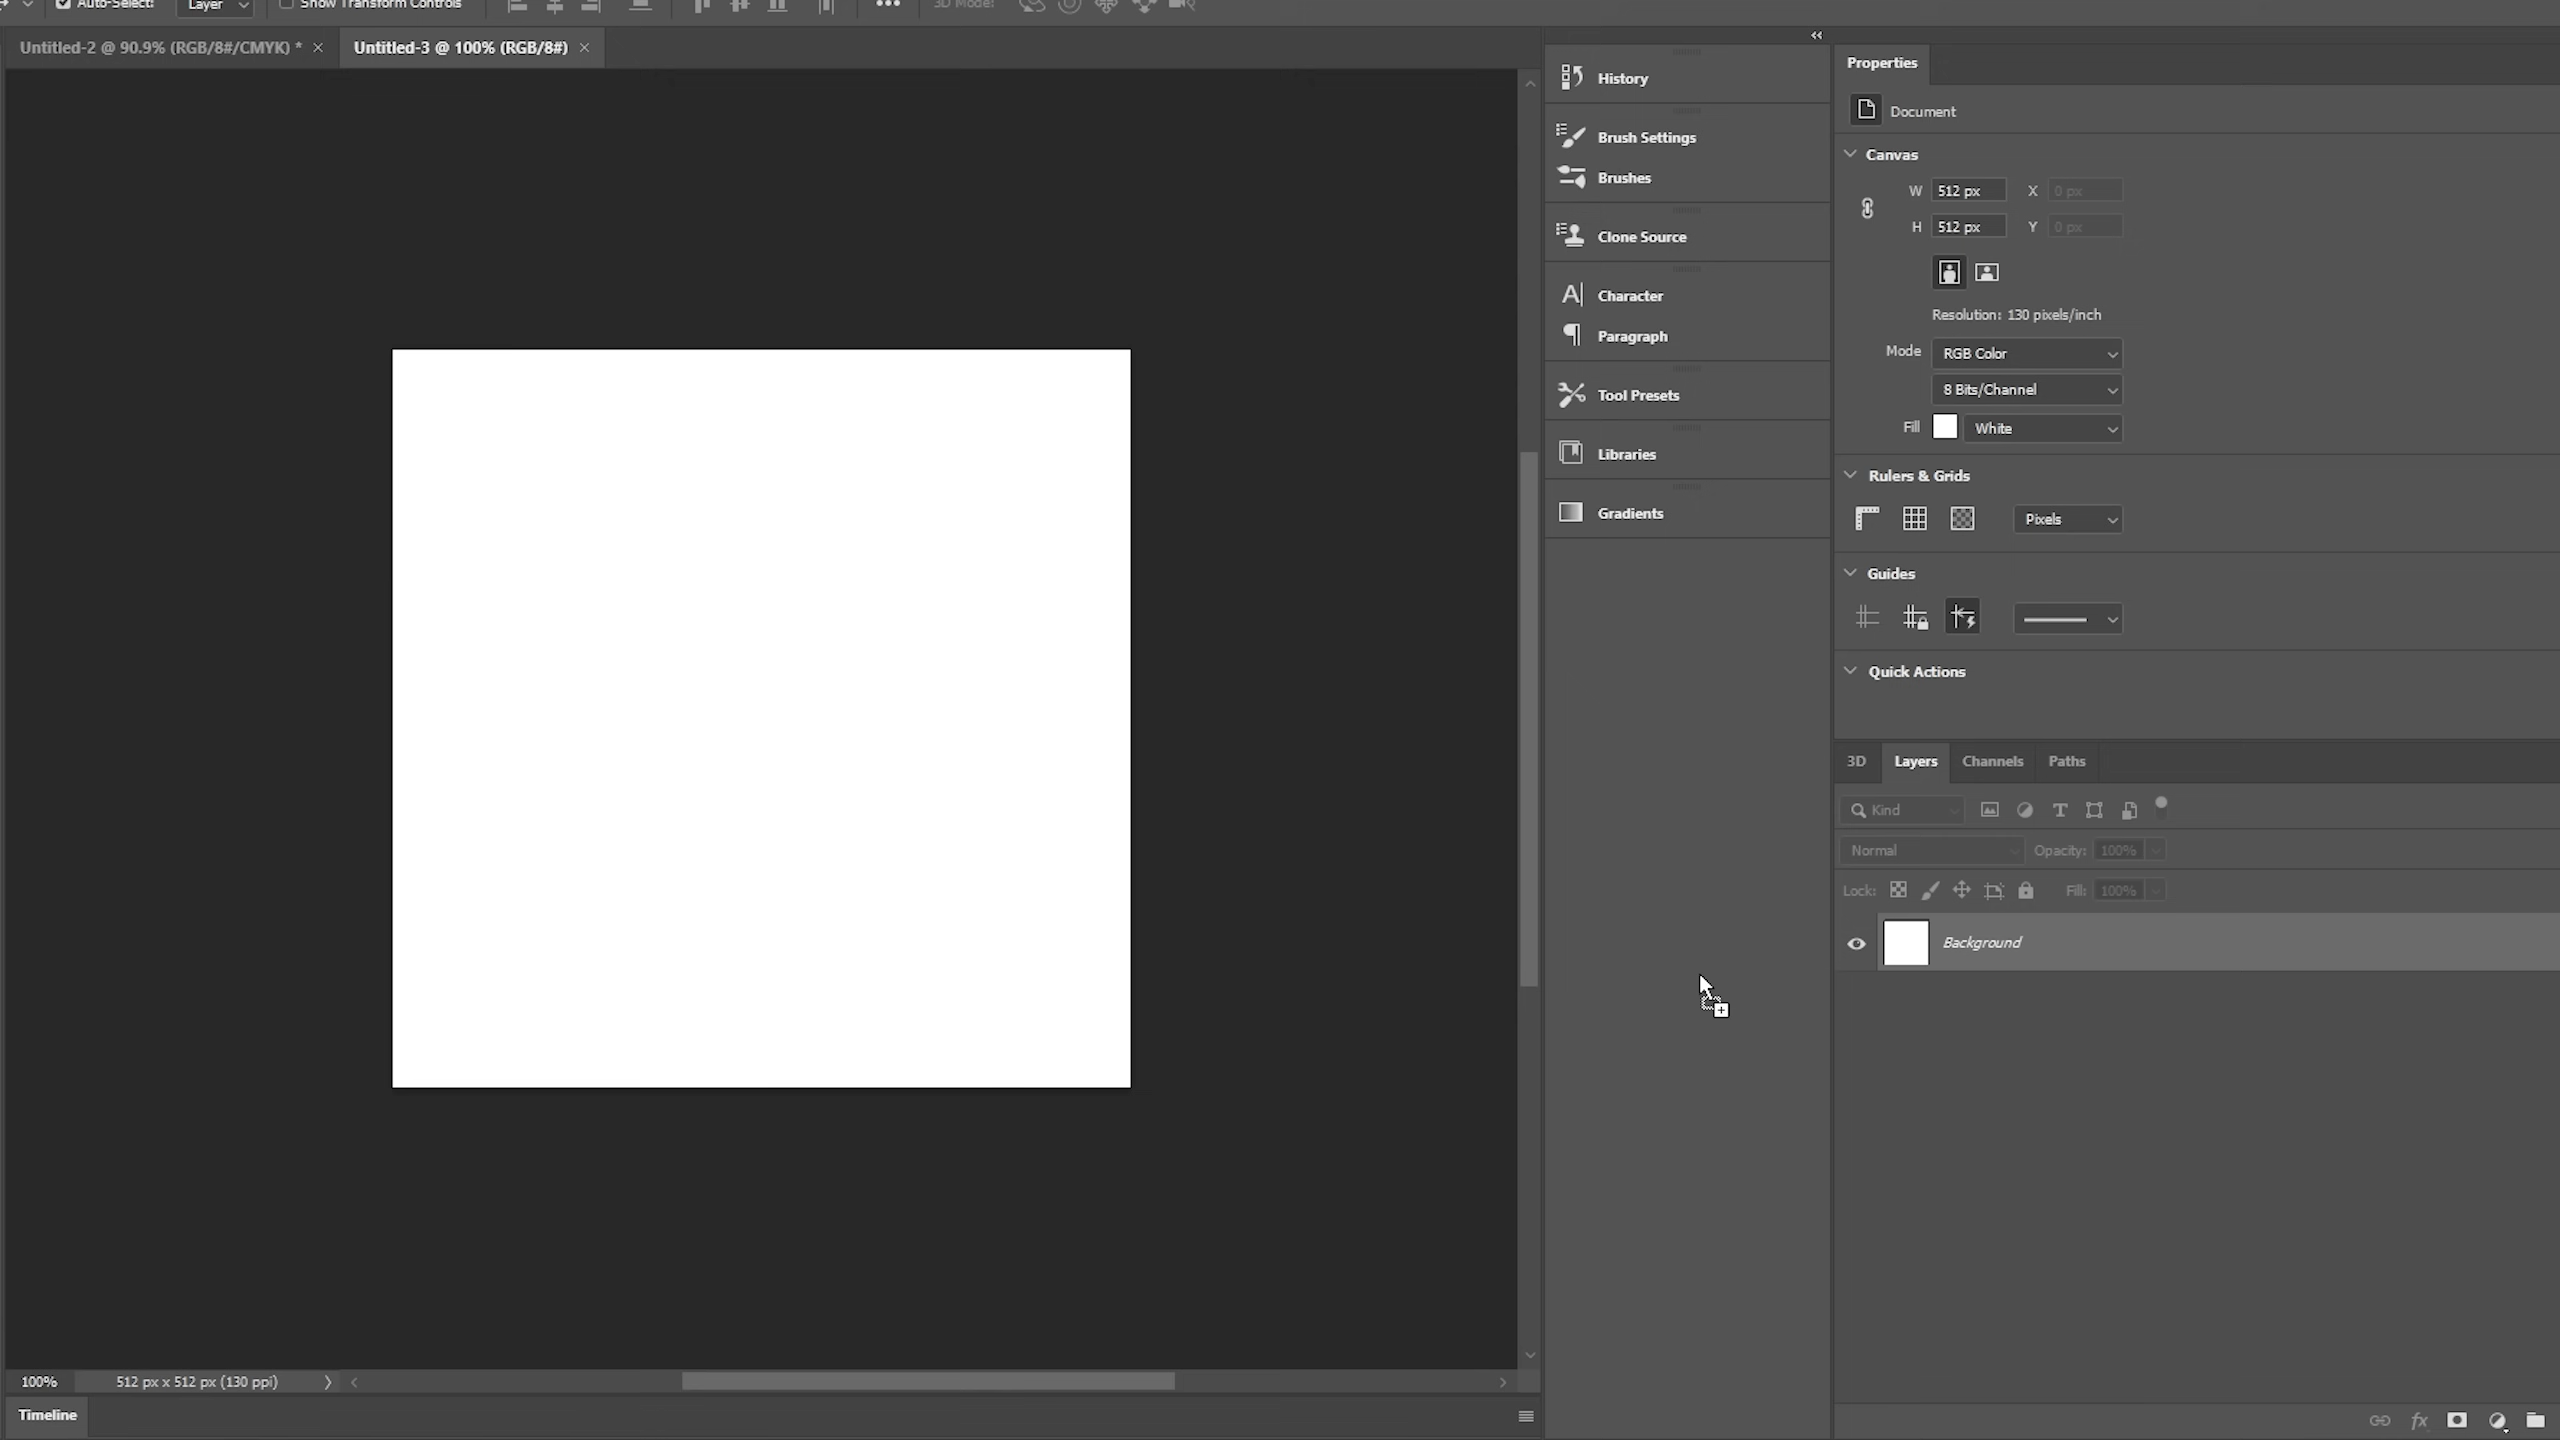 Auto-Select: Layer Show Transform Controls 3D Mode:
Untitled-2 @ 90.9% (RGB/8#/CMYK) * × Untitled-3 @ 100% (RGB/8#) ×
History
Brush Settings
Brushes
Clone Source
Character
Paragraph
Tool Presets
Libraries
Gradients
Properties
Document
Canvas
W 512 px X 0 px
H 512 px Y 0 px
Resolution: 130 pixels/inch
Mode RGB Color
8 Bits/Channel
Fill White
Rulers & Grids
Pixels
Guides
Quick Actions
3D Layers Channels Paths
Kind
Normal Opacity: 100%
Lock: Fill: 100%
Background
fx
100% 512 px x 512 px (130 ppi)
Timeline